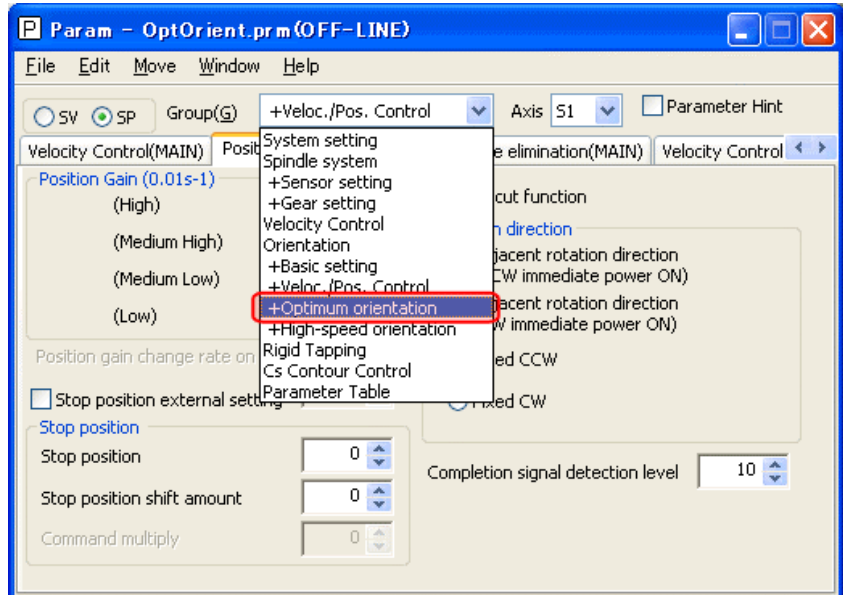 P Param - OptOrient.prm(OFF-LINE)
File Edit Move Window Help
SV SP Group(G) +Veloc./Pos. Control Axis S1 Parameter Hint
Velocity Control(MAIN) Posit e elimination(MAIN) Velocity Control
System setting
Spindle system
+Sensor setting
+Gear setting
Velocity Control
Orientation
+Basic setting
+Veloc./Pos. Control
+Optimum orientation
+High-speed orientation
Rigid Tapping
Cs Contour Control
Parameter Table
Position Gain (0.01s-1)
(High)
(Medium High)
(Medium Low)
(Low)
Position gain change rate on
Stop position external setting
Stop position
Stop position 0
Stop position shift amount 0
Command multiply 0
cut function
n direction
jacent rotation direction
CW immediate power ON)
jacent rotation direction
W immediate power ON)
ed CCW
Fixed CW
Completion signal detection level 10